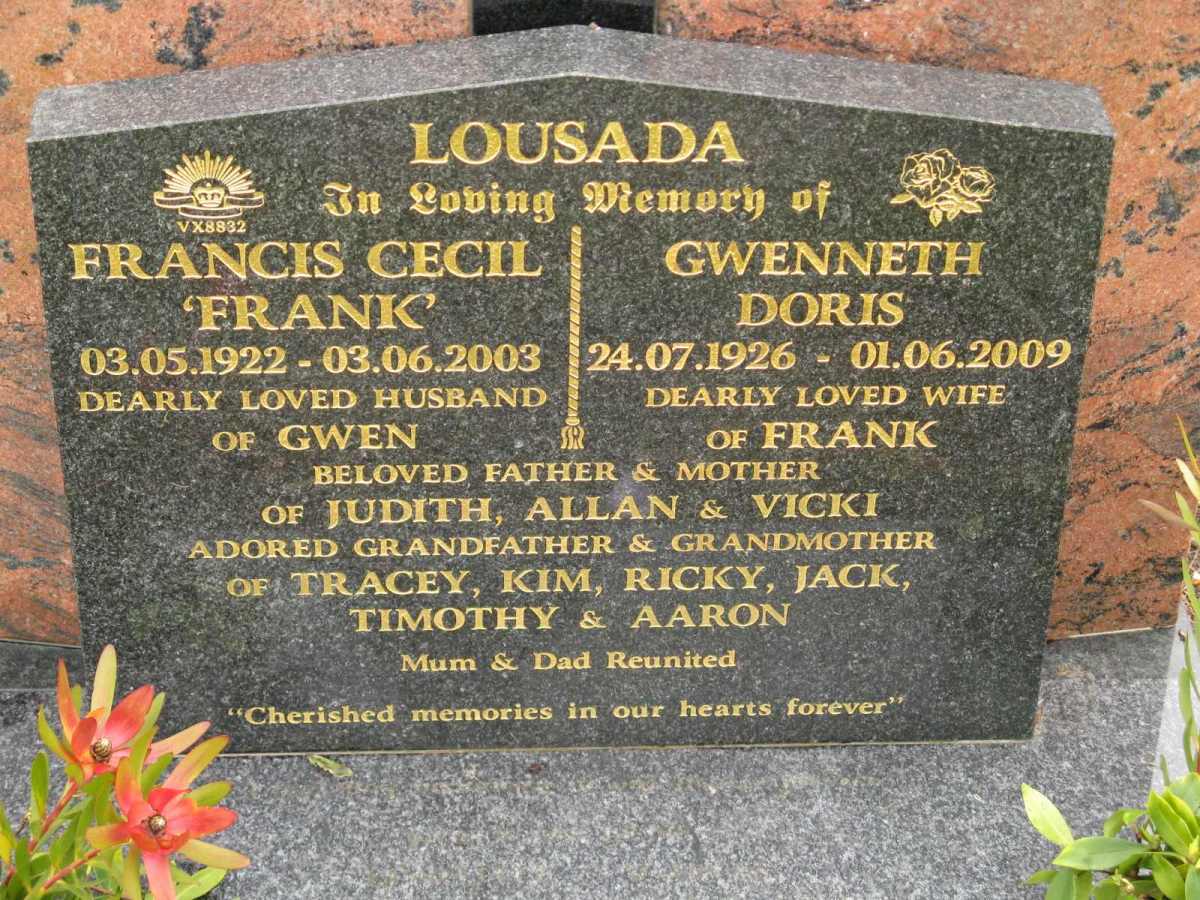 LOUSADA
In Loving Memory of
VX8832
FRANCIS CECIL
'FRANK'
03.05.1922 - 03.06.2003
DEARLY LOVED HUSBAND
OF GWEN
GWENNETH
DORIS
24.07.1926 - 01.06.2009
DEARLY LOVED WIFE
OF FRANK
BELOVED FATHER & MOTHER
OF JUDITH, ALLAN & VICKI
ADORED GRANDFATHER & GRANDMOTHER
OF TRACEY, KIM, RICKY, JACK,
TIMOTHY & AARON
Mum & Dad Reunited
"Cherished memories in our hearts forever"